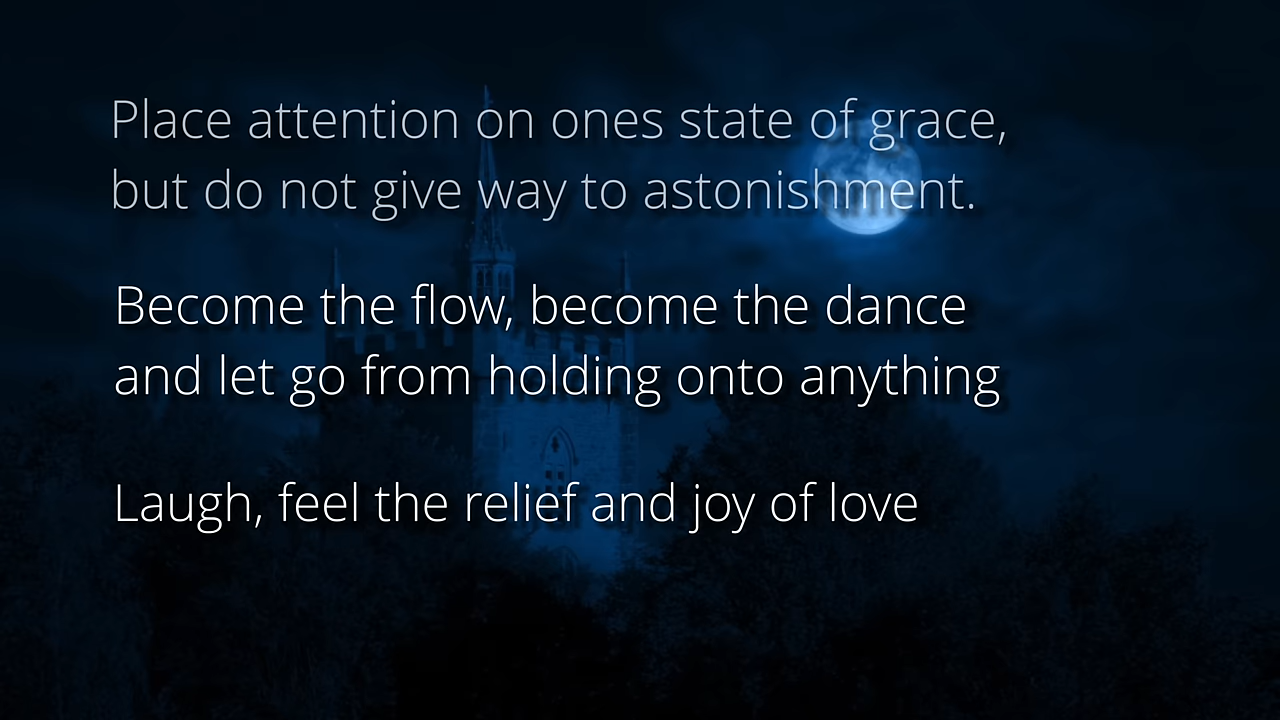 Place attention on ones state of grace,
but do not give way to astonishment.
Become the flow, become the dance
and let go from holding onto anything
Laugh, feel the relief and joy of love